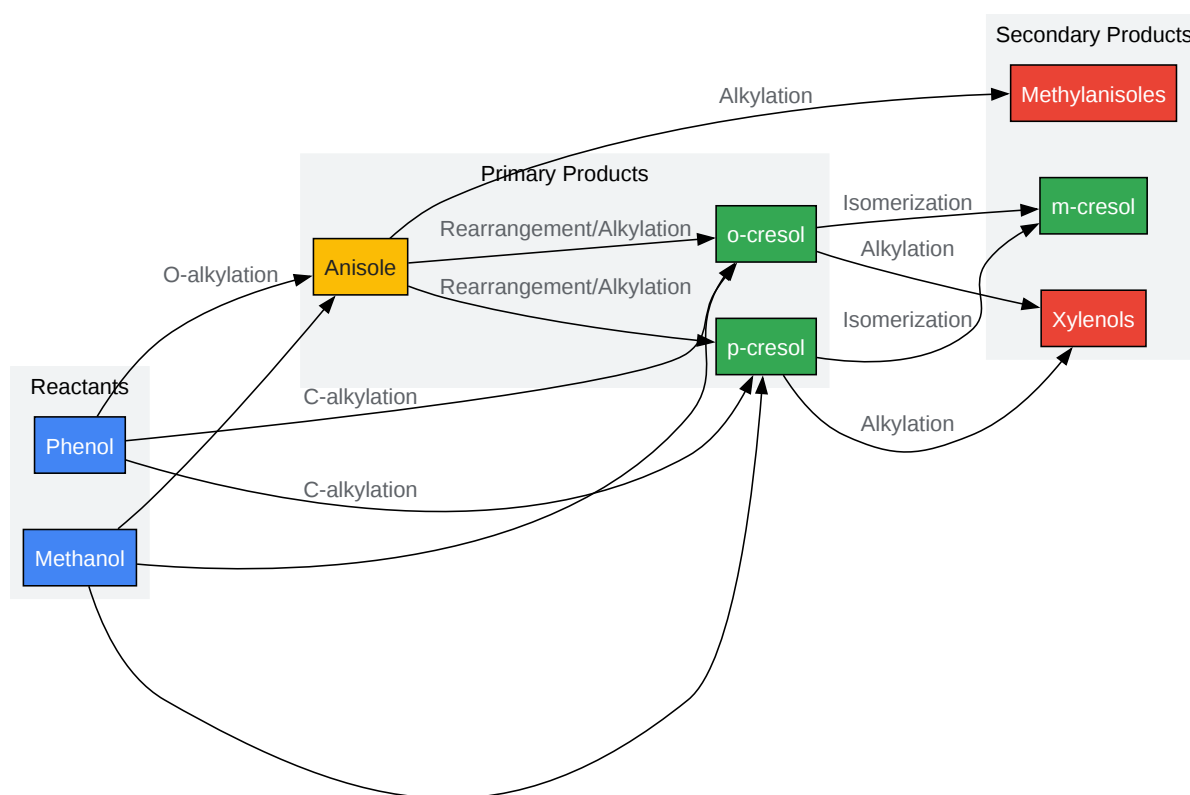 Secondary Products
Methylanisoles
Alkylation
Primary Products
Isomerization
m-cresol
Rearrangement/Alkylation
o-cresol
Alkylation
O-alkylation
Anisole
Rearrangement/Alkylation
Isomerization
Xylenols
p-cresol
Reactants
C-alkylation
Alkylation
Phenol
C-alkylation
Methanol